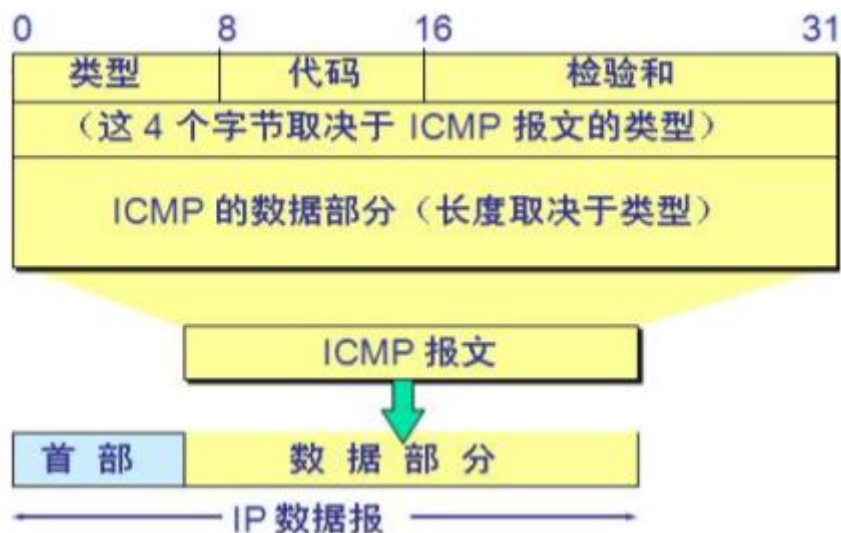 0 8 16 31
类型 代码 检验和
（这 4 个字节取决于 ICMP 报文的类型）
ICMP 的数据部分（长度取决于类型）
ICMP 报文
首 部 数 据 部 分
IP 数据报